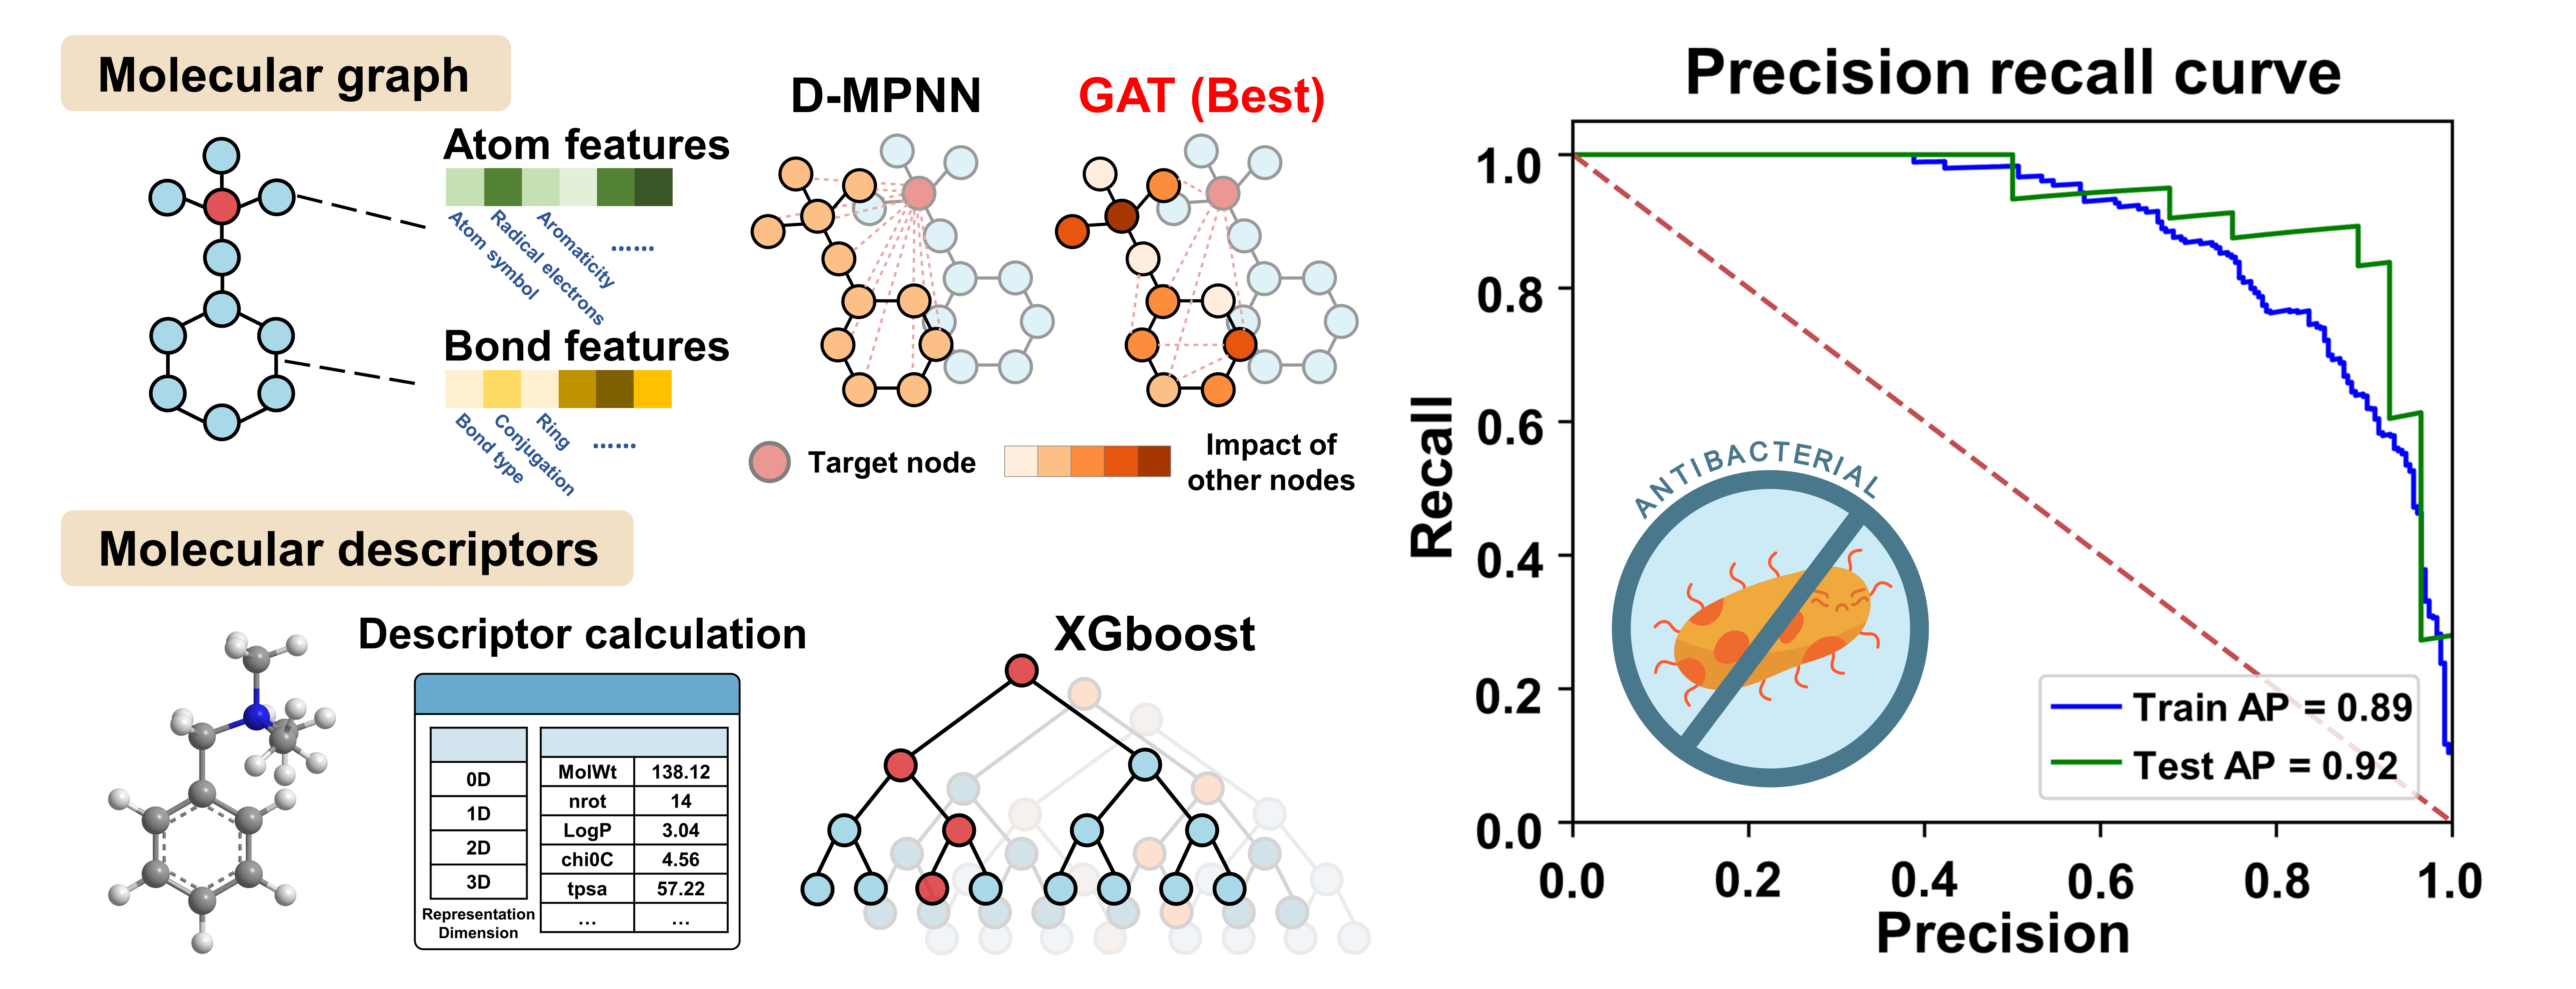 Molecular graph
Atom features
Atom symbol
Radical electrons
Aromaticity
......
Bond features
Bond type
Conjugation
Ring
......
D-MPNN
GAT (Best)
Target node
Impact of
other nodes
Molecular descriptors
Descriptor calculation
0D
1D
2D
3D
Representation
Dimension
MolWt 138.12
nrot 14
LogP 3.04
chi0C 4.56
tpsa 57.22
... ...
XGboost
Precision recall curve
Recall
1.0
0.8
0.6
0.4
0.2
0.0
ANTIBACTERIAL
Train AP = 0.89
Test AP = 0.92
0.0 0.2 0.4 0.6 0.8 1.0
Precision